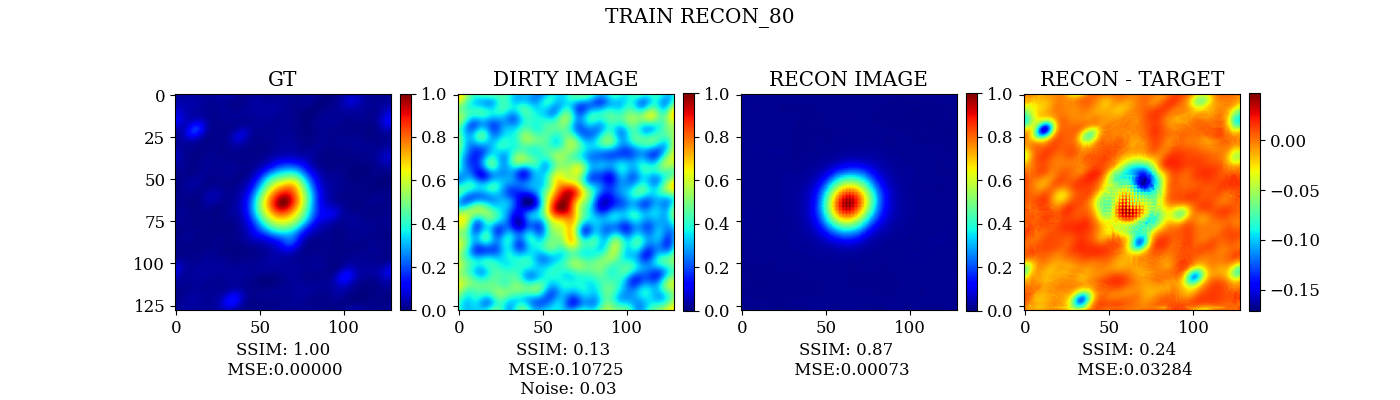 TRAIN RECON_80
GT
DIRTY IMAGE
RECON IMAGE
RECON - TARGET
0
25
50
75
100
125
0
50
100
1.0
0.8
0.6
0.4
0.2
0.0
0
50
100
1.0
0.8
0.6
0.4
0.2
0.0
0
50
100
1.0
0.8
0.6
0.4
0.2
0.0
0
50
100
0.00
−0.05
−0.10
−0.15
SSIM: 1.00
MSE:0.00000
SSIM: 0.13
MSE:0.10725
Noise: 0.03
SSIM: 0.87
MSE:0.00073
SSIM: 0.24
MSE:0.03284